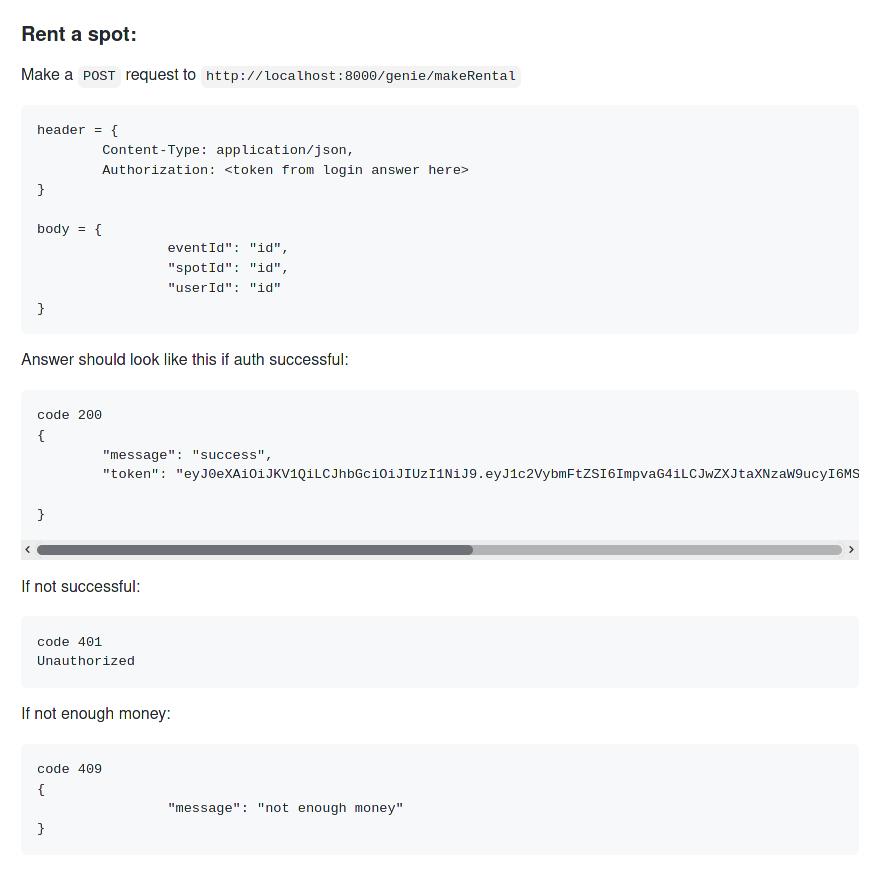 Rent a spot:
Make a POST request to http://localhost:8000/genie/makeRental
header = {
Content-Type: application/json,
Authorization: <token from login answer here>
}
body = {
eventId": "id",
"spotId": "id",
"userId": "id"
}
Answer should look like this if auth successful:
code 200
{
"message": "success",
"token": "eyJ0eXAiOiJKV1QiLCJhbGciOiJIUzI1NiJ9.eyJ1c2VybmFtZSI6ImpvaG4iLCJwZXJtaXNzaW9ucyI6MS
}
If not successful:
code 401
Unauthorized
If not enough money:
code 409
{
"message": "not enough money"
}